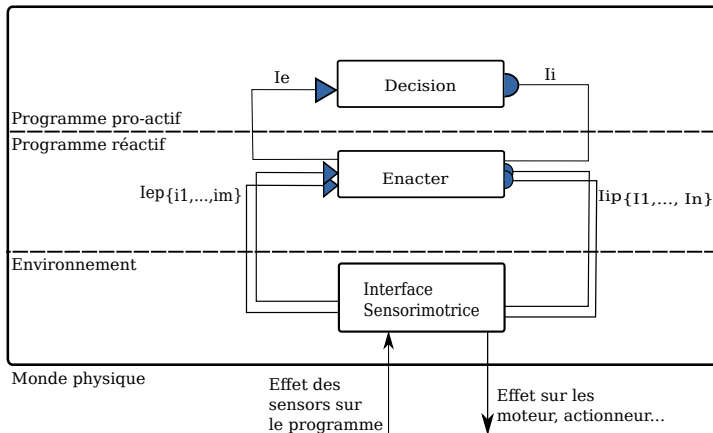 Ie
Decision
Ii
Programme pro-actif
Programme réactif
Enacter
Iep{i1,...,im}
Iip{I1,..., In}
Environnement
Interface
Sensorimotrice
Monde physique
Effet des
sensors sur
le programme
Effet sur les
moteur, actionneur...